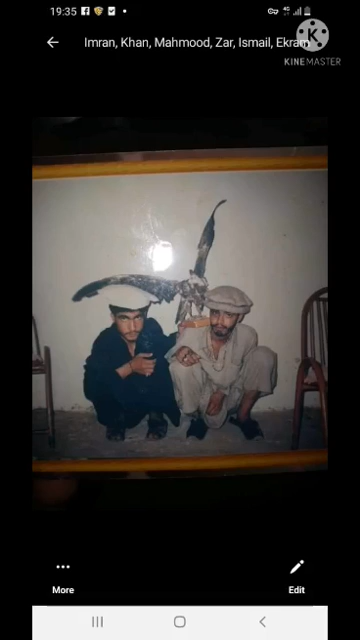 19:35
Imran, Khan, Mahmood, Zar, Ismail, Ekram
K
KINEMASTER
More
Edit